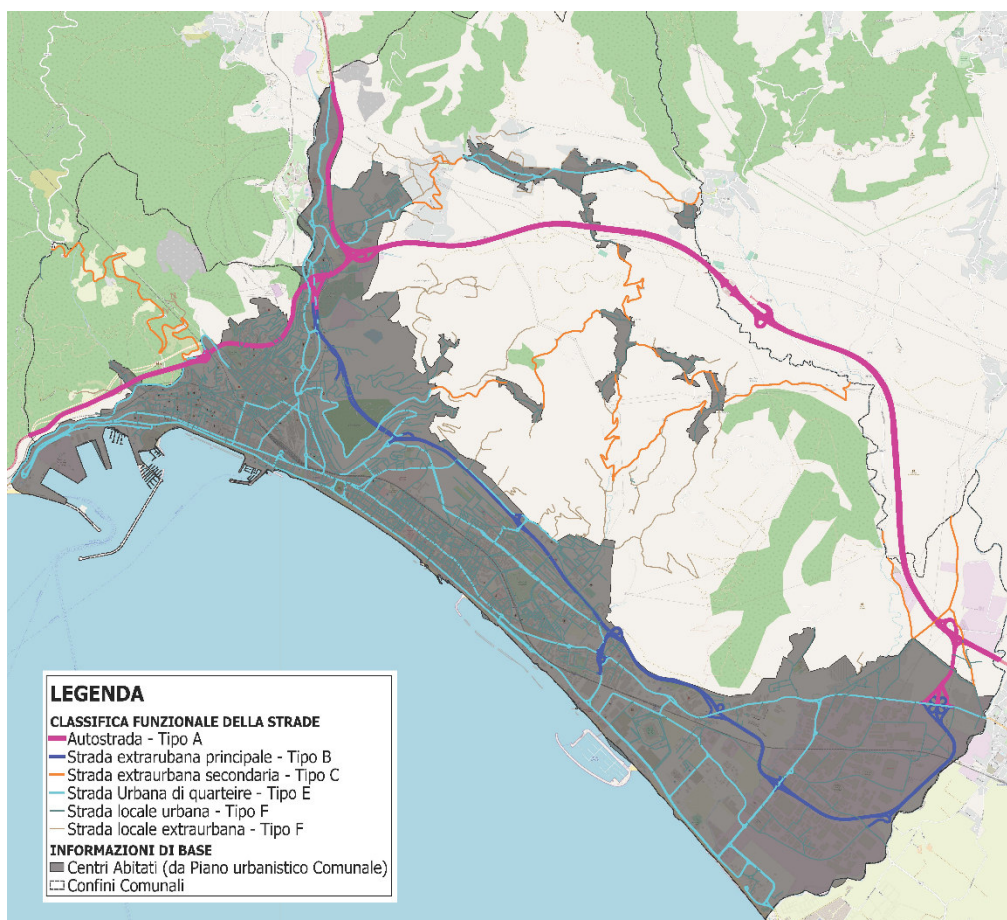 LEGENDA
CLASSIFICA FUNZIONALE DELLA STRADE
Autostrada - Tipo A
Strada extrarubana principale - Tipo B
Strada extraurbana secondaria - Tipo C
Strada Urbana di quarteire - Tipo E
Strada locale urbana - Tipo F
Strada locale extraurbana - Tipo F
INFORMAZIONI DI BASE
Centri Abitati (da Piano urbanistico Comunale)
Confini Comunali